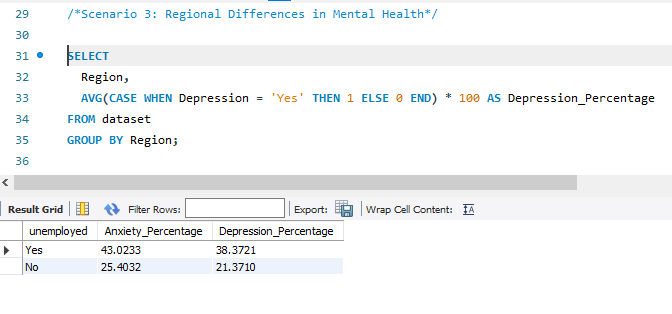 29 /*Scenario 3: Regional Differences in Mental Health*/
30
31 SELECT
32 Region,
33 AVG(CASE WHEN Depression = 'Yes' THEN 1 ELSE 0 END) * 100 AS Depression_Percentage
34 FROM dataset
35 GROUP BY Region;
36
Result Grid Filter Rows: Export: Wrap Cell Content:
unemployed Anxiety_Percentage Depression_Percentage
Yes 43.0233 38.3721
No 25.4032 21.3710